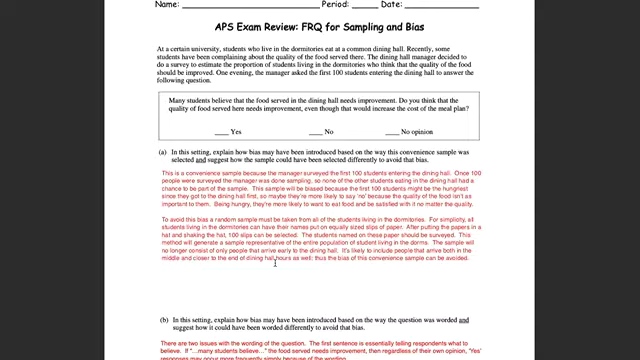 Name: ______________________________ Period: _____ Date: ___________
APS Exam Review: FRQ for Sampling and Bias
At a certain university, students who live in the dormitories eat at a common dining hall. Recently, some
students have been complaining about the quality of food served there. The dining hall manager decided to
do a survey to estimate the proportion of students living in the dormitories who think that the quality of the food
should be improved. One evening, the manager asked the first 100 students entering the dining hall to answer the
following question.
Many students believe that the food served in the dining hall needs improvement. Do you think that the
quality of food served here needs improvement, even though that would increase the cost of the meal plan?
____ Yes ____ No ____ No opinion
(a) In this setting, explain how bias may have been introduced based on the way this convenience sample was
selected and suggest how the sample could have been selected differently to avoid that bias.
This is a convenience sample because the manager surveyed the first 100 students entering the dining hall. Once 100
people were surveyed the manager was done sampling, so none of the other students eating in the dining hall had a
chance to be part of the sample. This sample will be biased because the first 100 students might be the hungriest
since they got to the dining hall first, so maybe they're more likely to say 'no' because the quality of the food isn't as
important to them. Being hungry, they're more likely to want to eat food and be satisfied with it no matter the quality.
To avoid this bias a random sample must be taken from all of the students living in the dormitories. For simplicity, all
students living in the dormitories can have their names put on equally sized slips of paper. After putting the papers in a
hat and shaking the hat, 100 slips can be selected. The students named on these paper should be surveyed. This
method will generate a sample representative of the entire population of student living in the dorms. The sample will
no longer consist of only people that arrive early to the dining hall. It's likely to include people that arrive both in the
middle and closer to the end of dining hall hours as well; thus the bias of this convenience sample can be avoided.
(b) In this setting, explain how bias may have been introduced based on the way the question was worded and
suggest how it could have been worded differently to avoid that bias.
There are two issues with the wording of the question. The first sentence is essentially telling respondents what to
believe. If "...many students believe..." the food served needs improvement, then regardless of their own opinion, 'Yes'
responses may occur more frequently simply because of the wording.